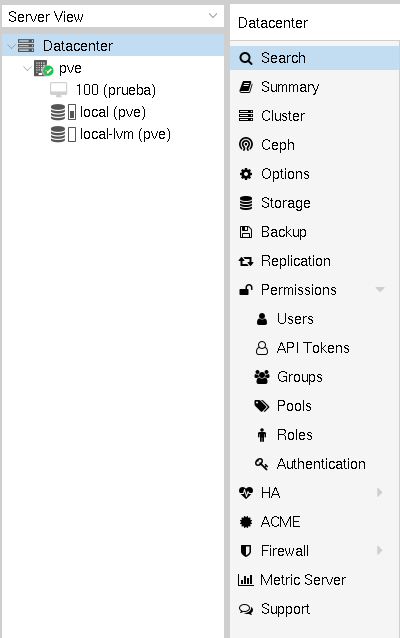 Server View
Datacenter
pve
100 (prueba)
local (pve)
local-lvm (pve)
Datacenter
Search
Summary
Cluster
Ceph
Options
Storage
Backup
Replication
Permissions
Users
API Tokens
Groups
Pools
Roles
Authentication
HA
ACME
Firewall
Metric Server
Support